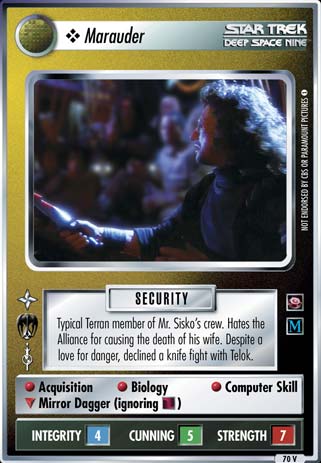 ❖ Marauder
STAR TREK
DEEP SPACE NINE
NOT ENDORSED BY CBS OR PARAMOUNT PICTURES
SECURITY
Typical Terran member of Mr. Sisko's crew. Hates the
Alliance for causing the death of his wife. Despite a
love for danger, declined a knife fight with Telok.
M
Acquisition Biology Computer Skill
Mirror Dagger (ignoring )
INTEGRITY 4 CUNNING 5 STRENGTH 7
70 V